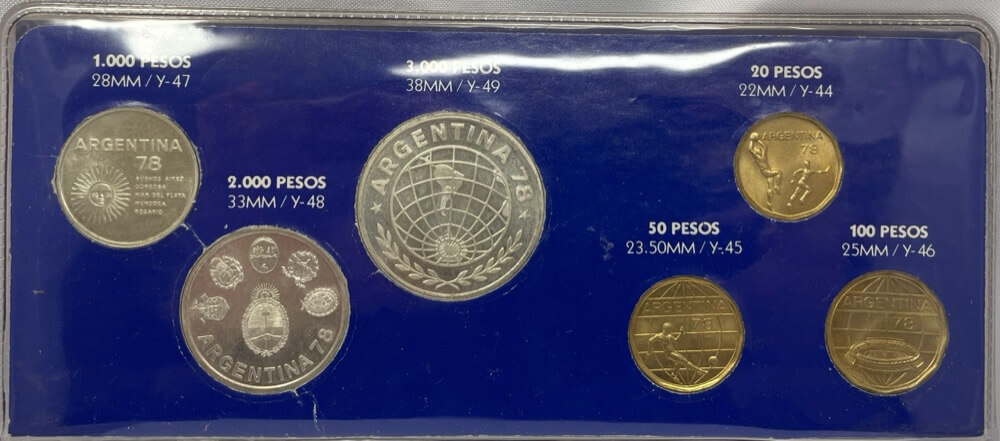 1.000 PESOS
28MM / Y-47
ARGENTINA
78
BUENOS AIRES
CORDOBA
MAR DEL PLATA
MENDOZA
ROSARIO
2.000 PESOS
33MM / Y-48
ARGENTINA 78
3.000 PESOS
38MM / Y-49
ARGENTINA 78
20 PESOS
22MM / Y-44
ARGENTINA
78
50 PESOS
23.50MM / Y-45
ARGENTINA
78
100 PESOS
25MM / Y-46
ARGENTINA
78